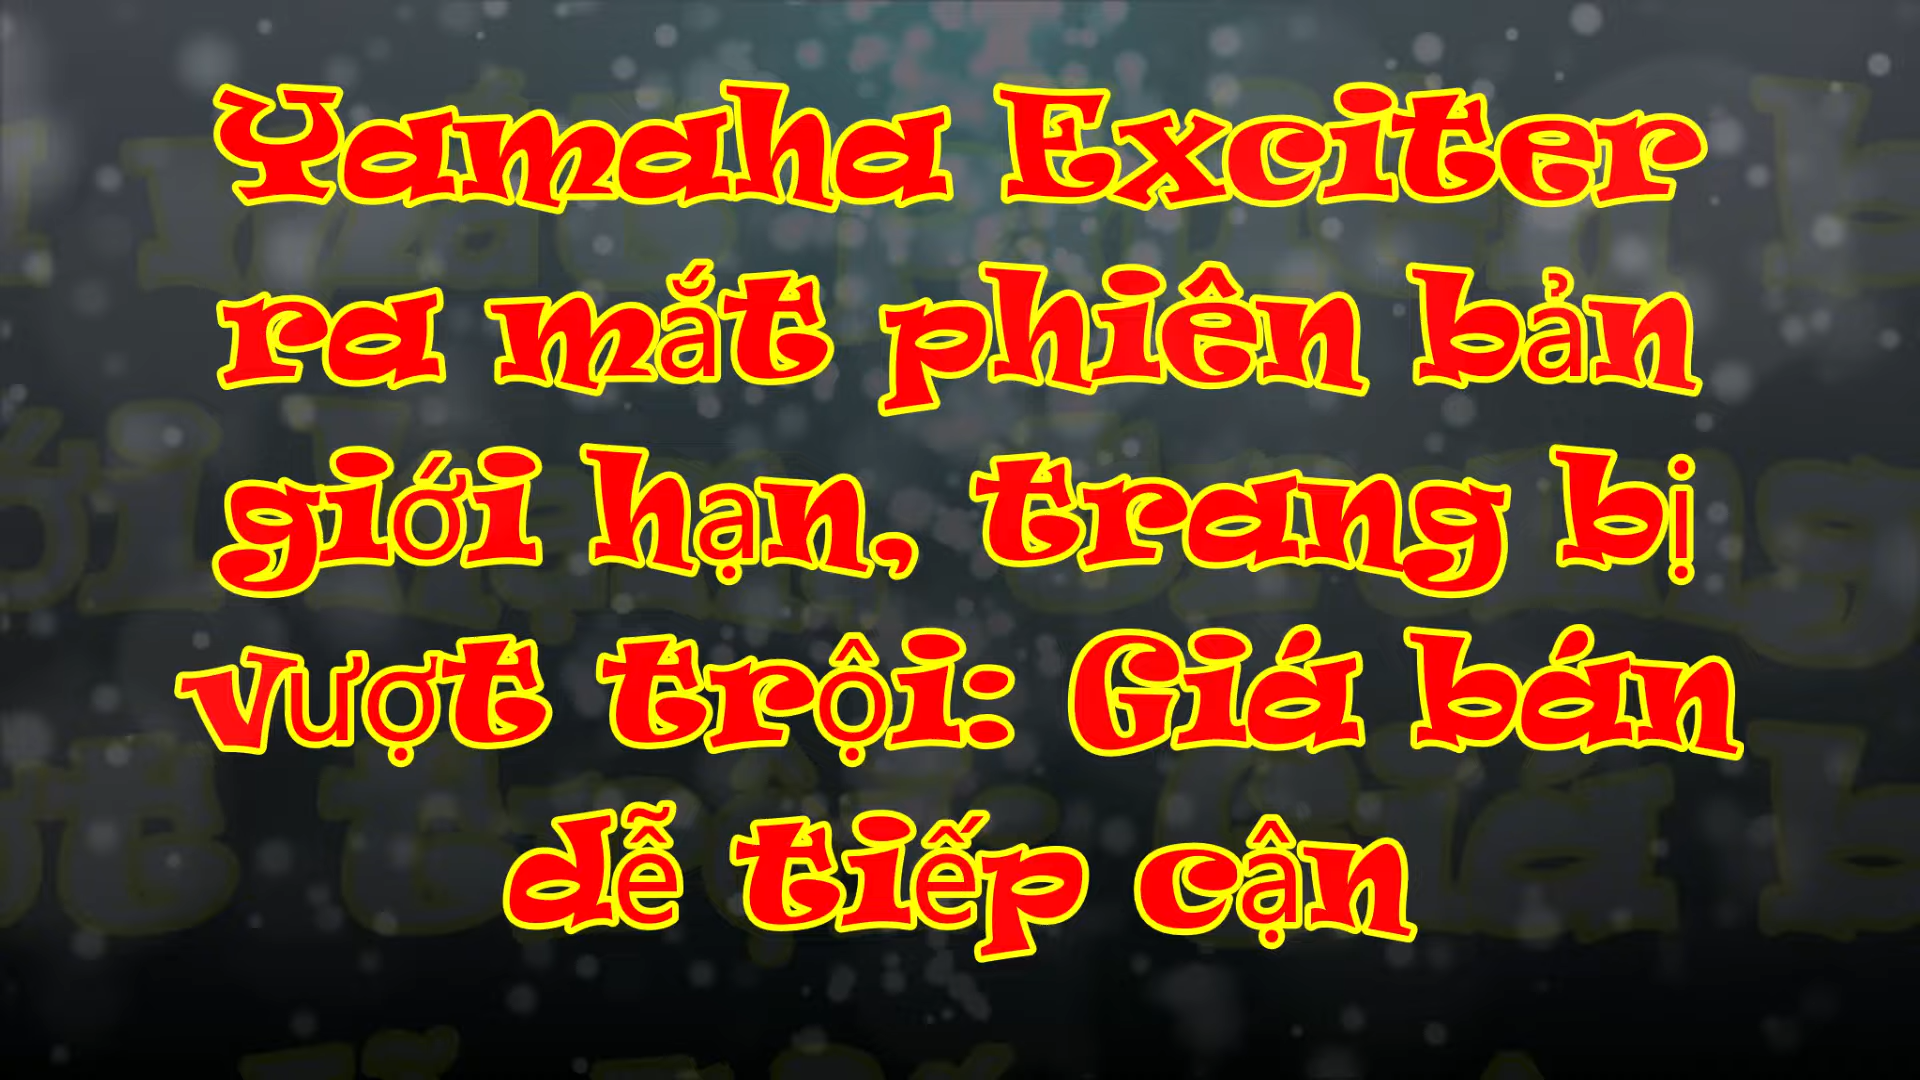 Yamaha Exciter
ra mắt phiên bản
giới hạn, trang bị
vượt trội: Giá bán
dễ tiếp cận